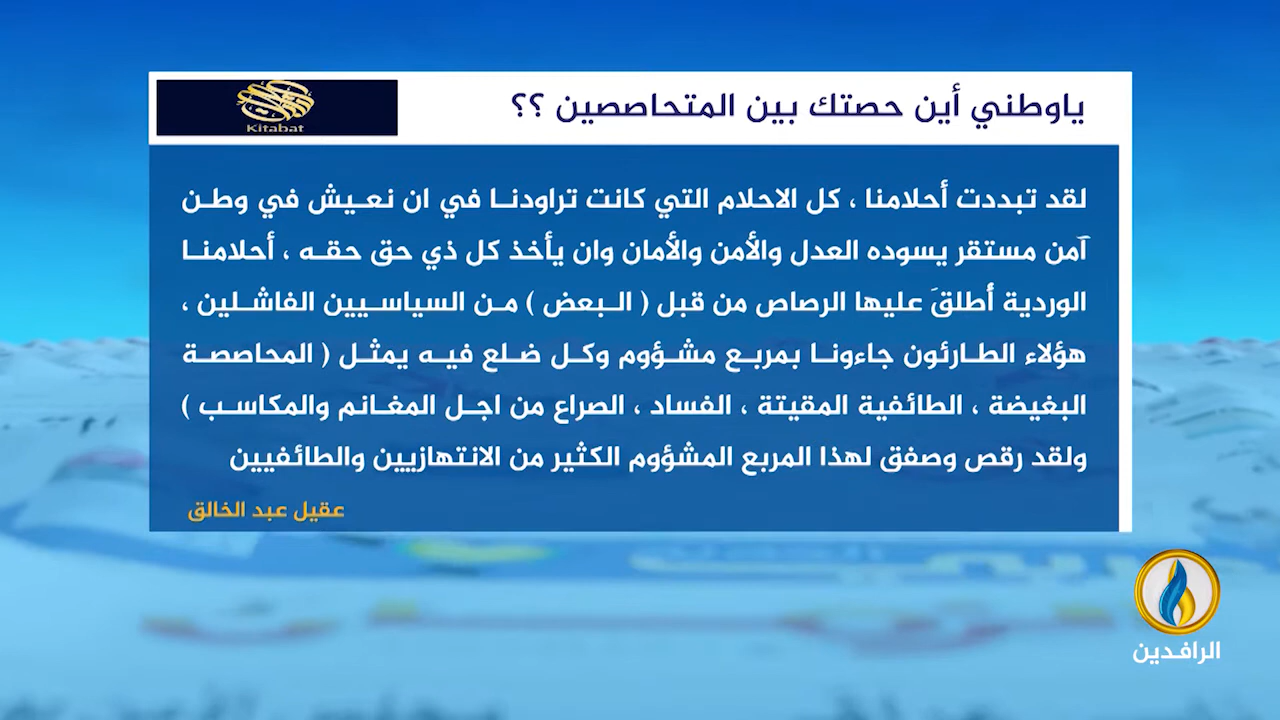 ياوطني أين حصتك بين المتحاصصين ؟؟
Kitabat
لقد تبددت أحلامنا ، كل الاحلام التي كانت تراودنا في ان نعيش في وطن
آمن مستقر يسوده العدل والأمن والأمان وان يأخذ كل ذي حق حقه ، أحلامنا
الوردية أُطلقَ عليها الرصاص من قبل ( البعض ) من السياسيين الفاشلين ،
هؤلاء الطارئون جاءونا بمربع مشؤوم وكل ضلع فيه يمثل ( المحاصصة
البغيضة ، الطائفية المقيتة ، الفساد ، الصراع من اجل المغانم والمكاسب )
ولقد رقص وصفق لهذا المربع المشؤوم الكثير من الانتهازيين والطائفيين
عقيل عبد الخالق
الرافدين